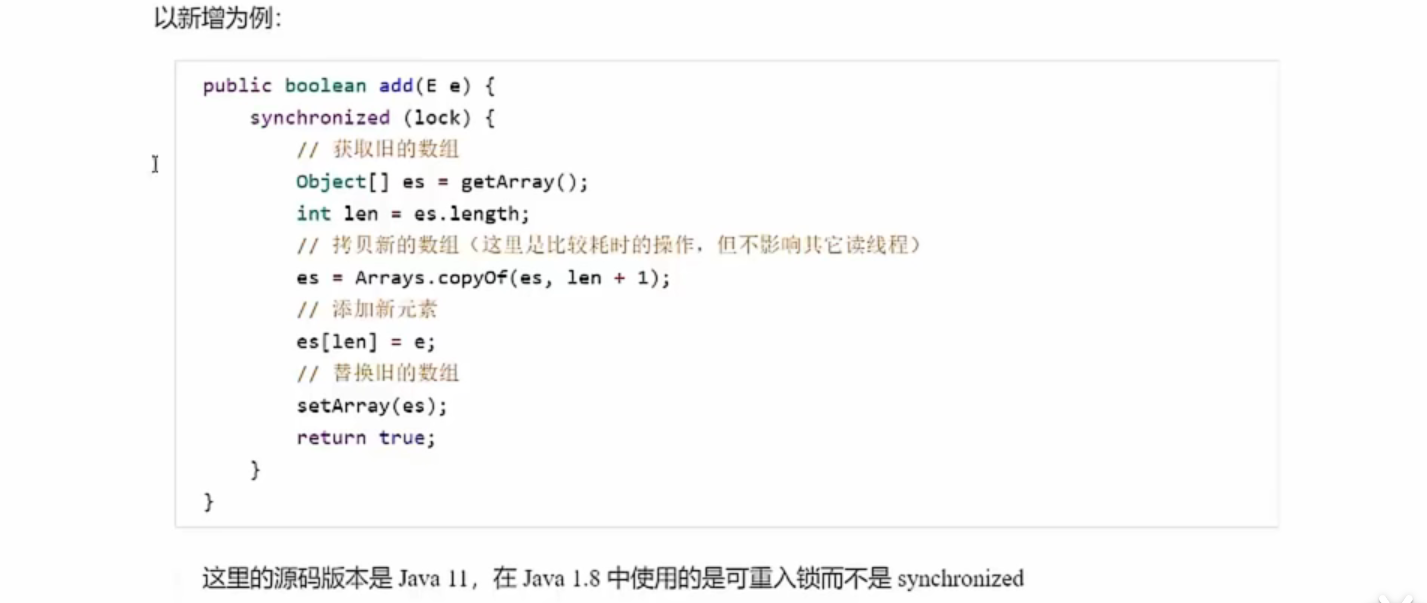 以新增为例：
public boolean add(E e) {
synchronized (lock) {
// 获取旧的数组
Object[] es = getArray();
int len = es.length;
// 拷贝新的数组（这里是比较耗时的操作，但不影响其它读线程）
es = Arrays.copyOf(es, len + 1);
// 添加新元素
es[len] = e;
// 替换旧的数组
setArray(es);
return true;
}
}
这里的源码版本是 Java 11，在 Java 1.8 中使用的是可重入锁而不是 synchronized